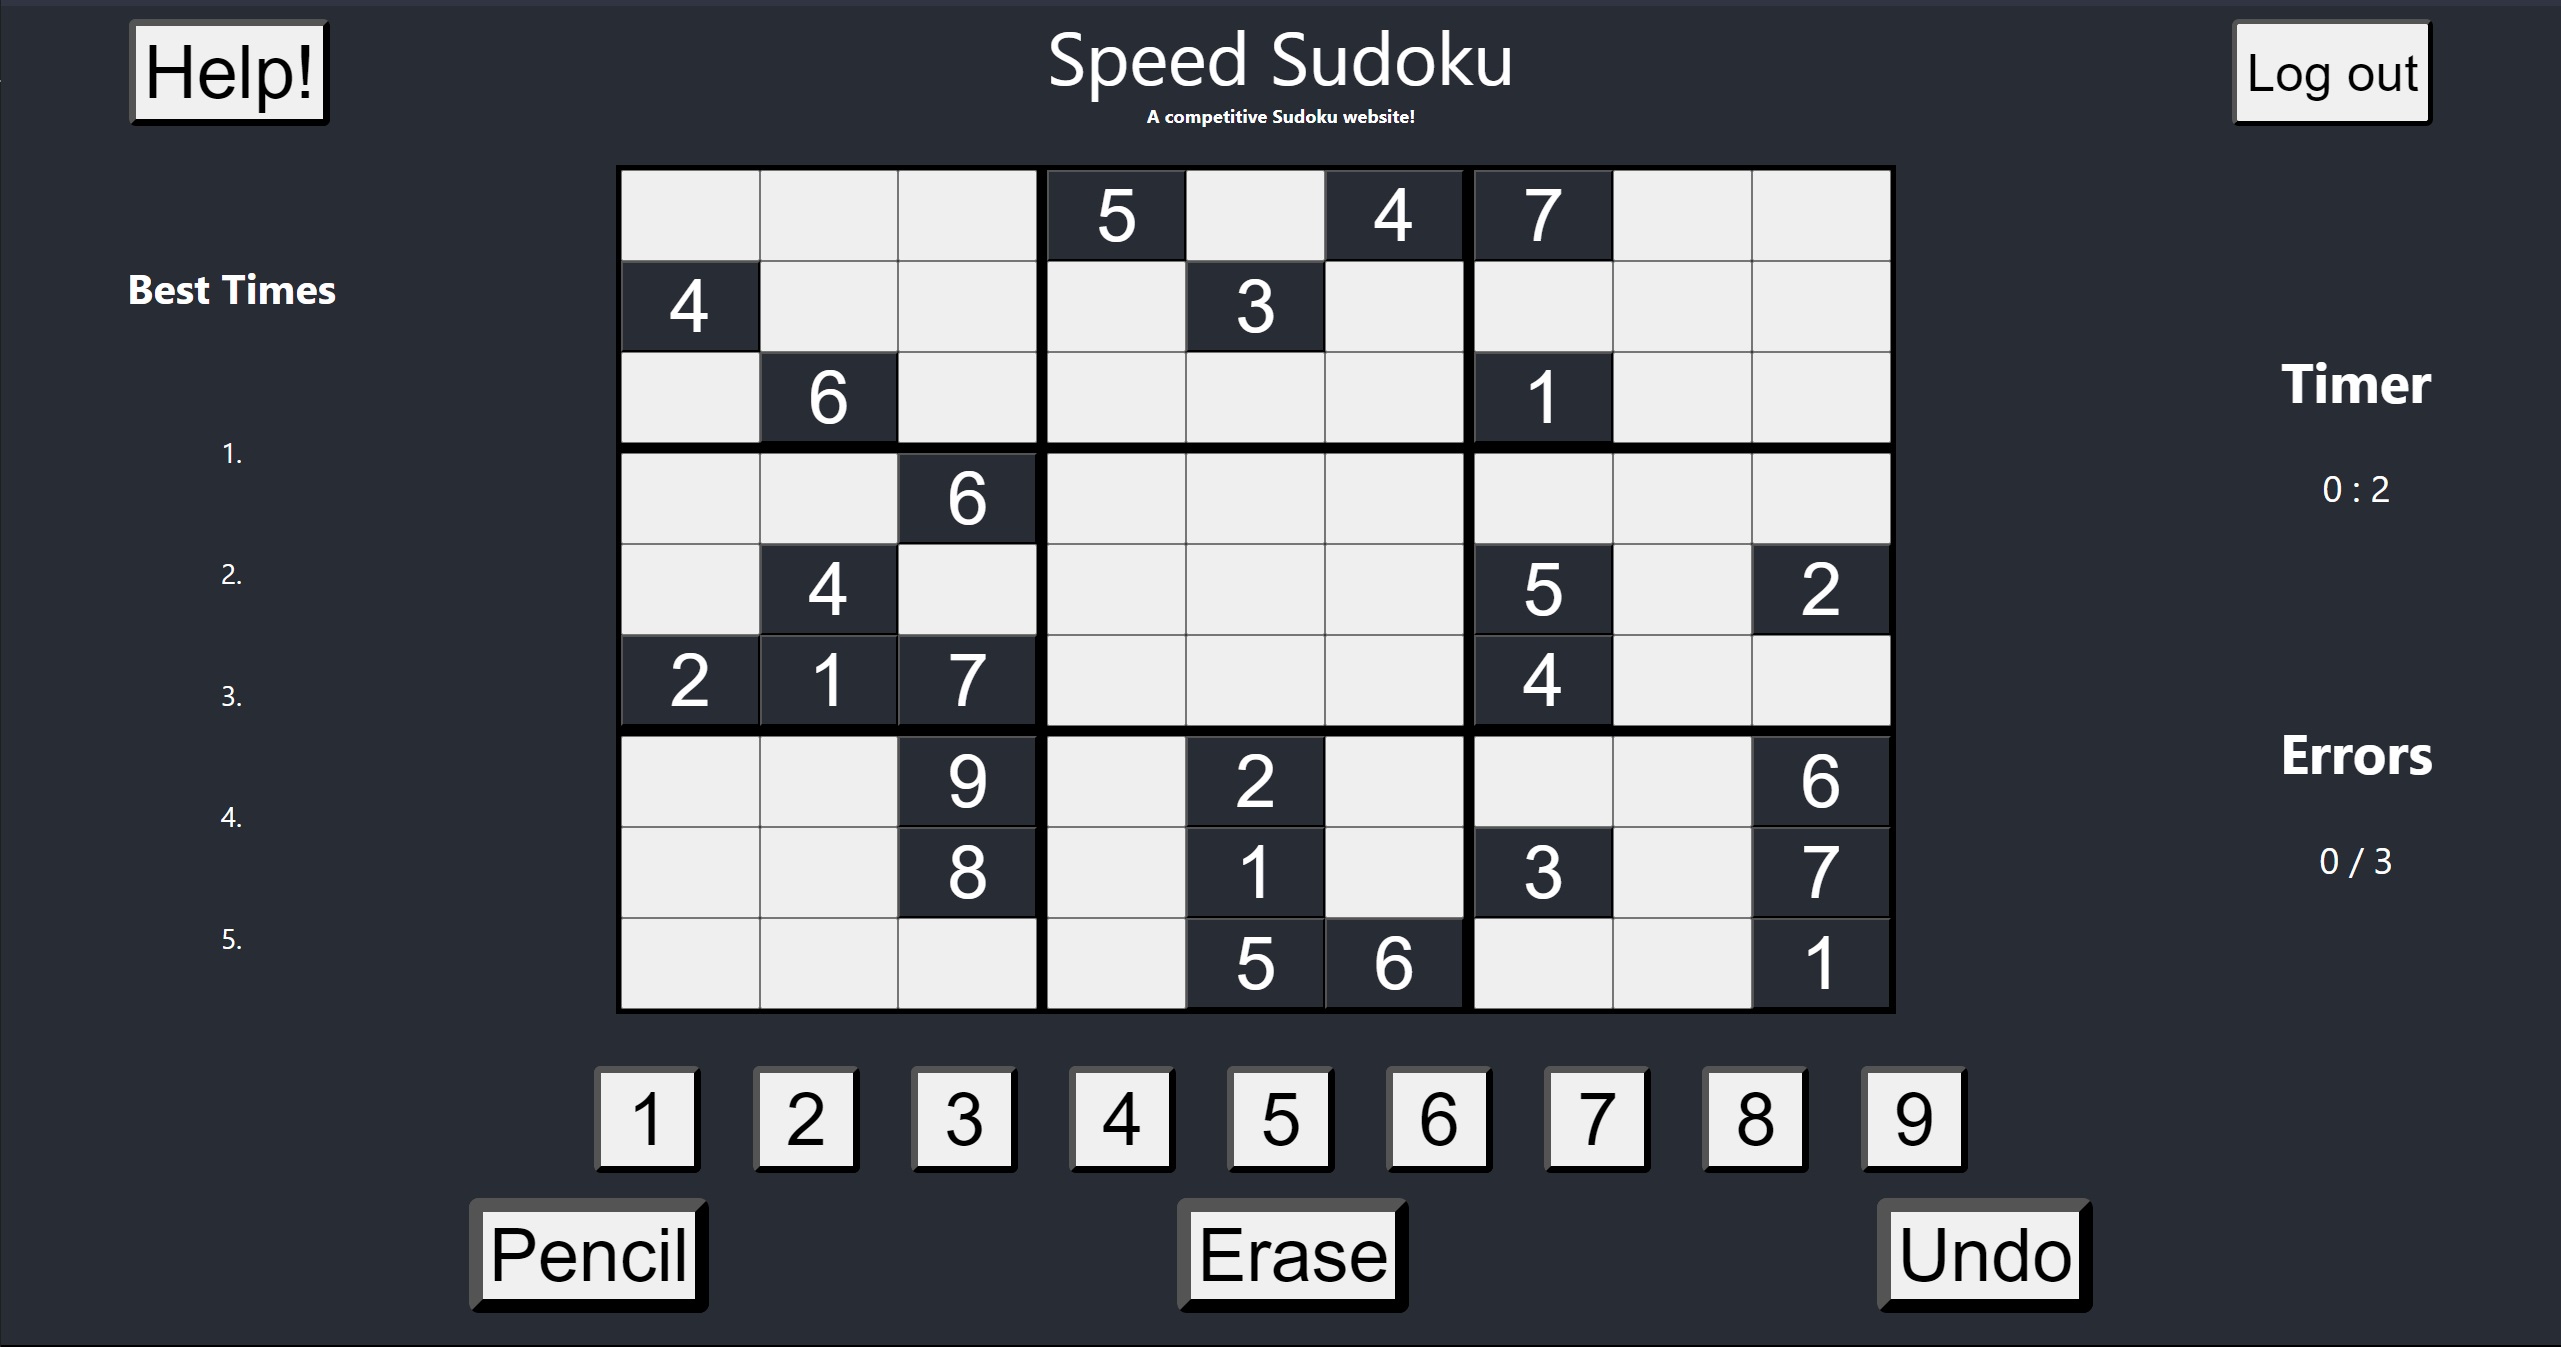 Help!
Speed Sudoku
Log out
A competitive Sudoku website!
5 4 7
4 3
6 1
6
4 5 2
2 1 7 4
9 2 6
8 1 3 7
5 6 1
Best Times
1.
2.
3.
4.
5.
Timer
0 : 2
Errors
0 / 3
1 2 3 4 5 6 7 8 9
Pencil Erase Undo